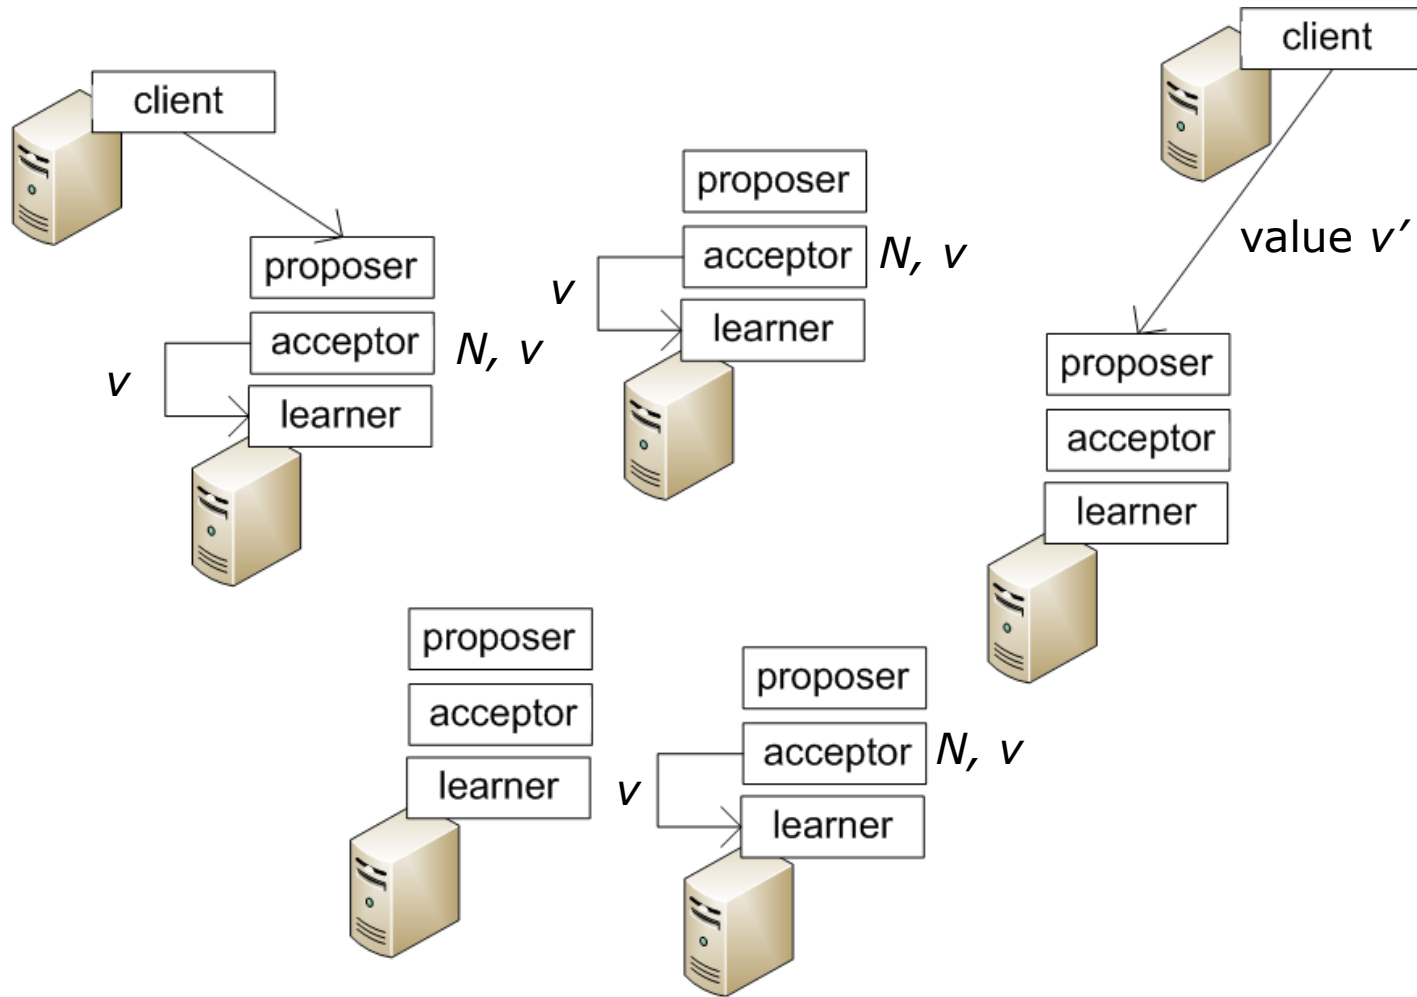 client
client
proposer
acceptor N, v
v
learner
value v′
proposer
acceptor N, v
v
learner
proposer
acceptor
learner
proposer
acceptor
learner
proposer
acceptor N, v
v
learner